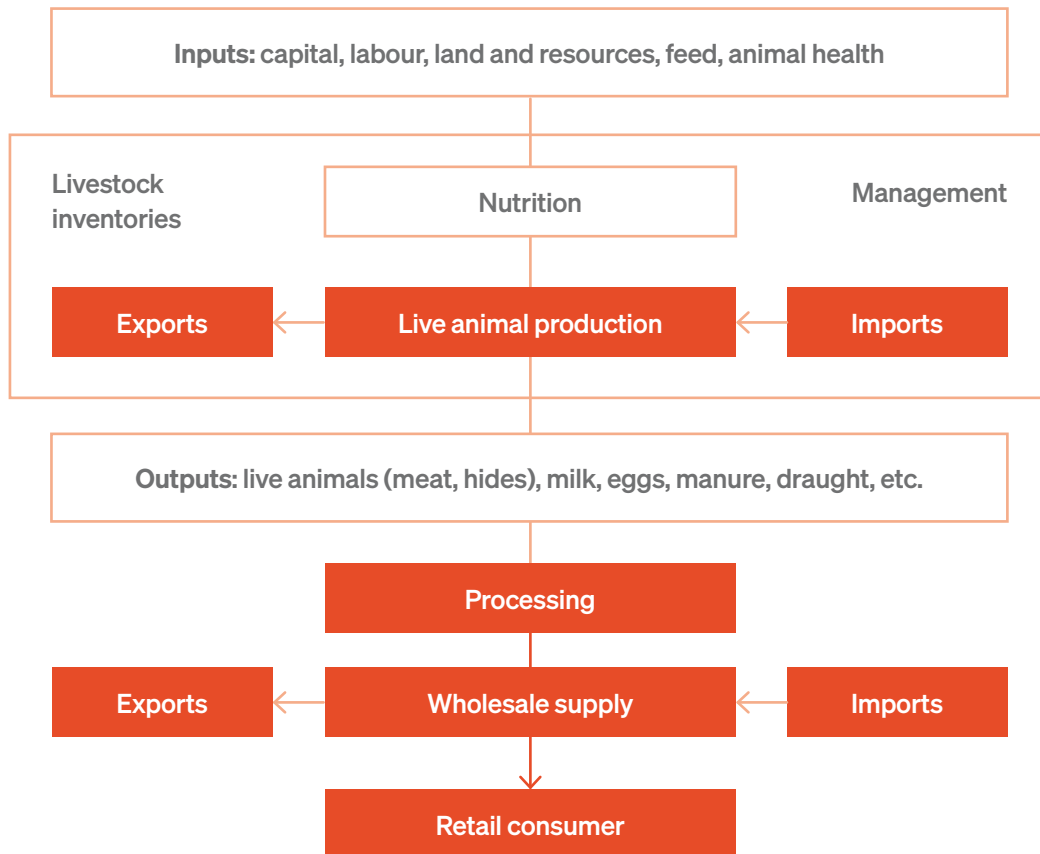 Inputs: capital, labour, land and resources, feed, animal health
Livestock
inventories
Nutrition
Management
Exports
Live animal production
Imports
Outputs: live animals (meat, hides), milk, eggs, manure, draught, etc.
Processing
Exports
Wholesale supply
Imports
Retail consumer